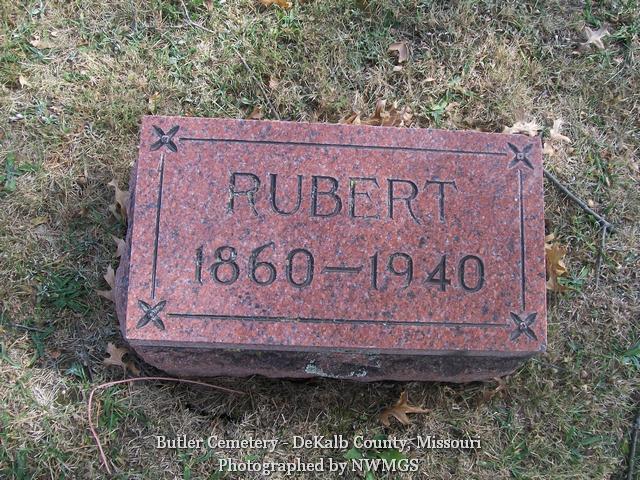 RUBERT
1860-1940
Butler Cemetery - DeKalb County, Missouri
Photographed by NWMGS